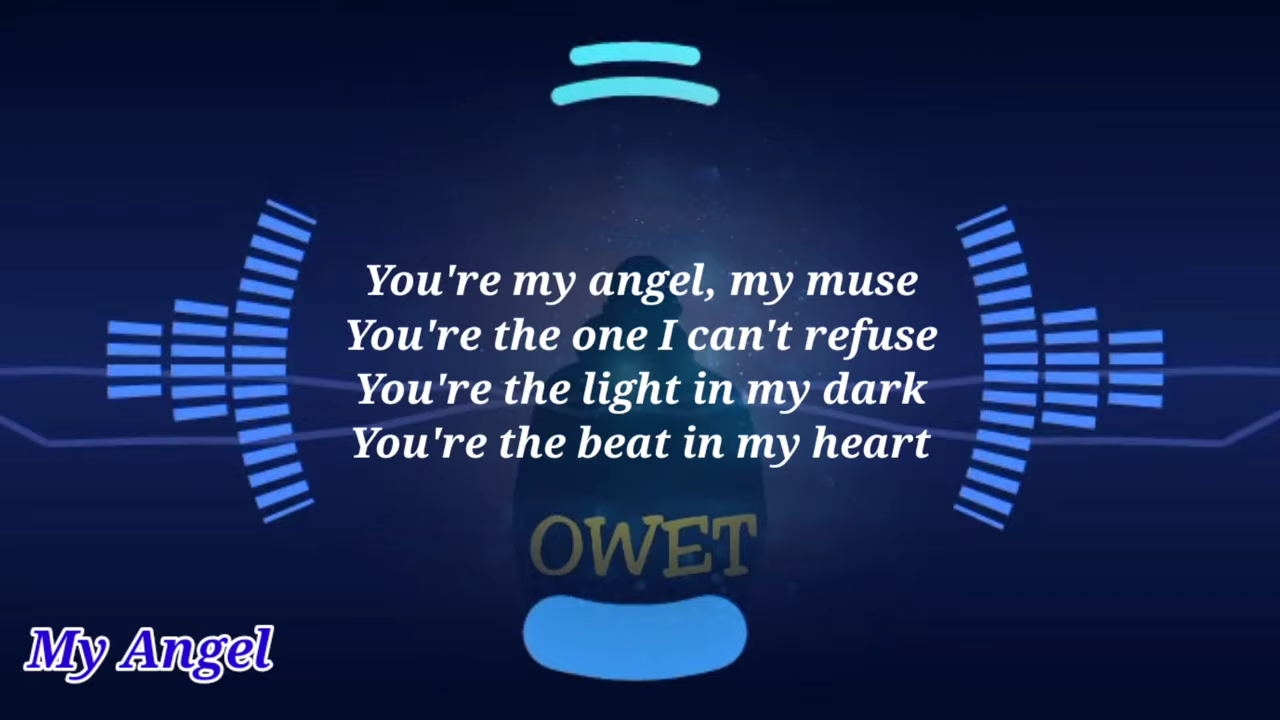 You're my angel, my muse
You're the one I can't refuse
You're the light in my dark
You're the beat in my heart
OWET
My Angel